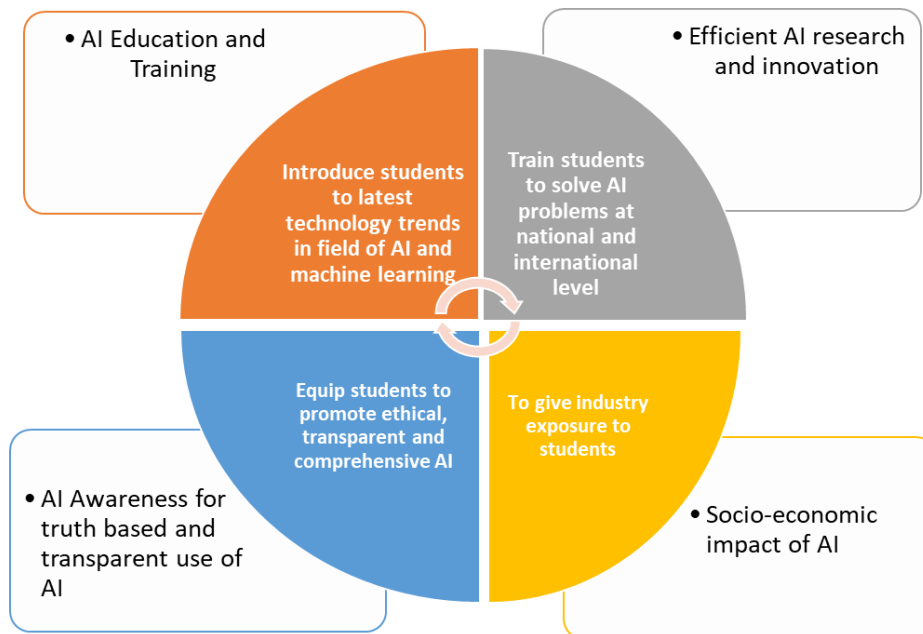 • AI Education and
Training
• Efficient AI research
and innovation
Introduce students
to latest
technology trends
in field of AI and
machine learning
Train students
to solve AI
problems at
national and
international
level
Equip students to
promote ethical,
transparent and
comprehensive AI
To give industry
exposure to
students
• AI Awareness for
truth based and
transparent use of
AI
• Socio-economic
impact of AI